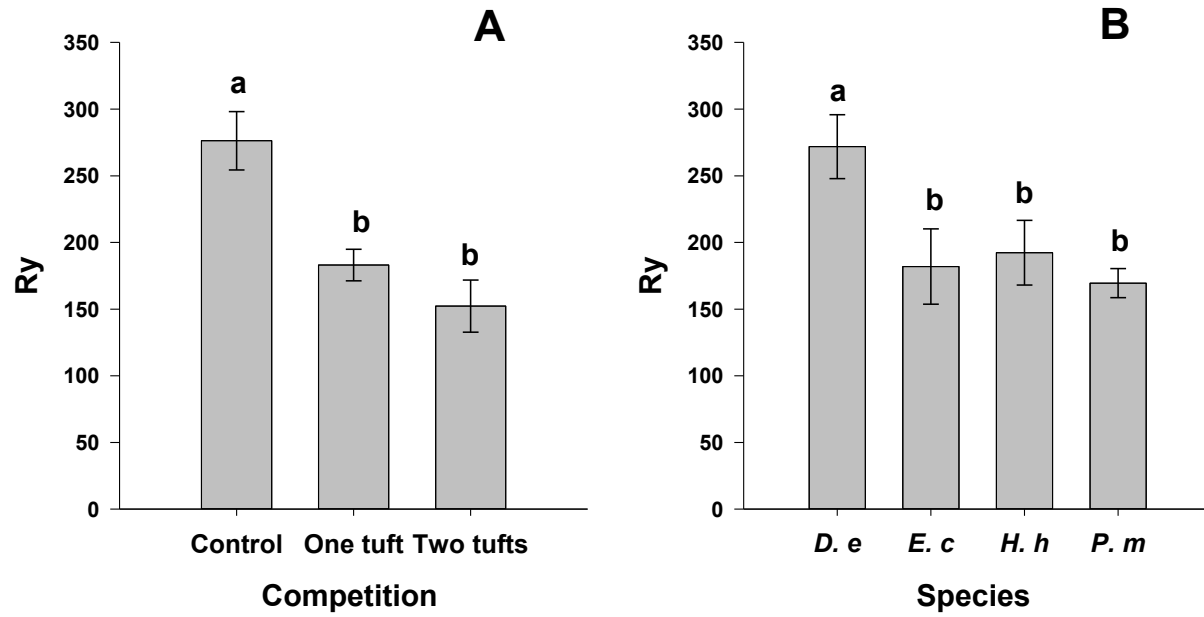 A
350
300
250
200
150
100
50
0
Ry
a
b
b
Control One tuft Two tufts
Competition
B
350
300
250
200
150
100
50
0
Ry
a
b
b
b
D. e E. c H. h P. m
Species